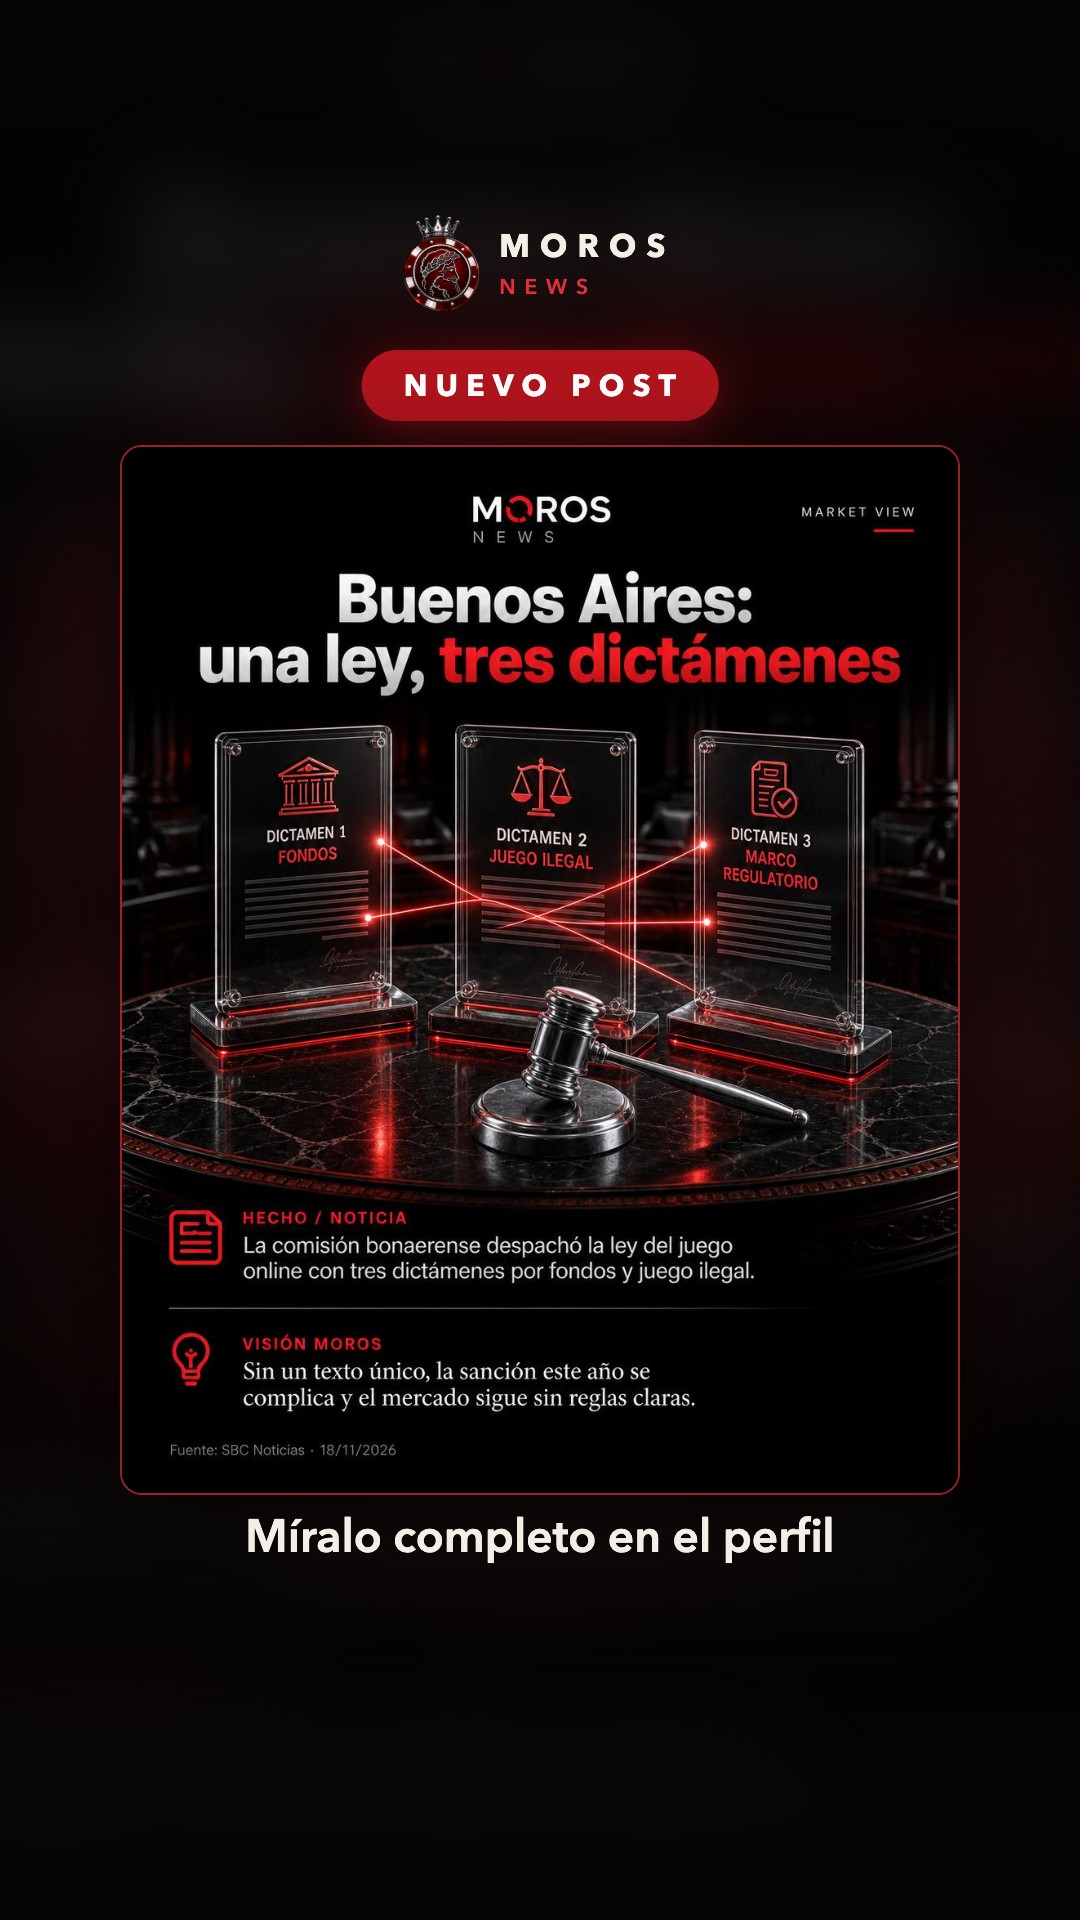 MOROS
NEWS
NUEVO POST
MOROS
NEWS
MARKET VIEW
Buenos Aires:
una ley, tres dictámenes
DICTAMEN 1
FONDOS
DICTAMEN 2
JUEGO ILEGAL
DICTAMEN 3
MARCO
REGULATORIO
HECHO / NOTICIA
La comisión bonaerense despachó la ley del juego
online con tres dictámenes por fondos y juego ilegal.
VISIÓN MOROS
Sin un texto único, la sanción este año se
complica y el mercado sigue sin reglas claras.
Fuente: SBC Noticias · 18/11/2026
Míralo completo en el perfil